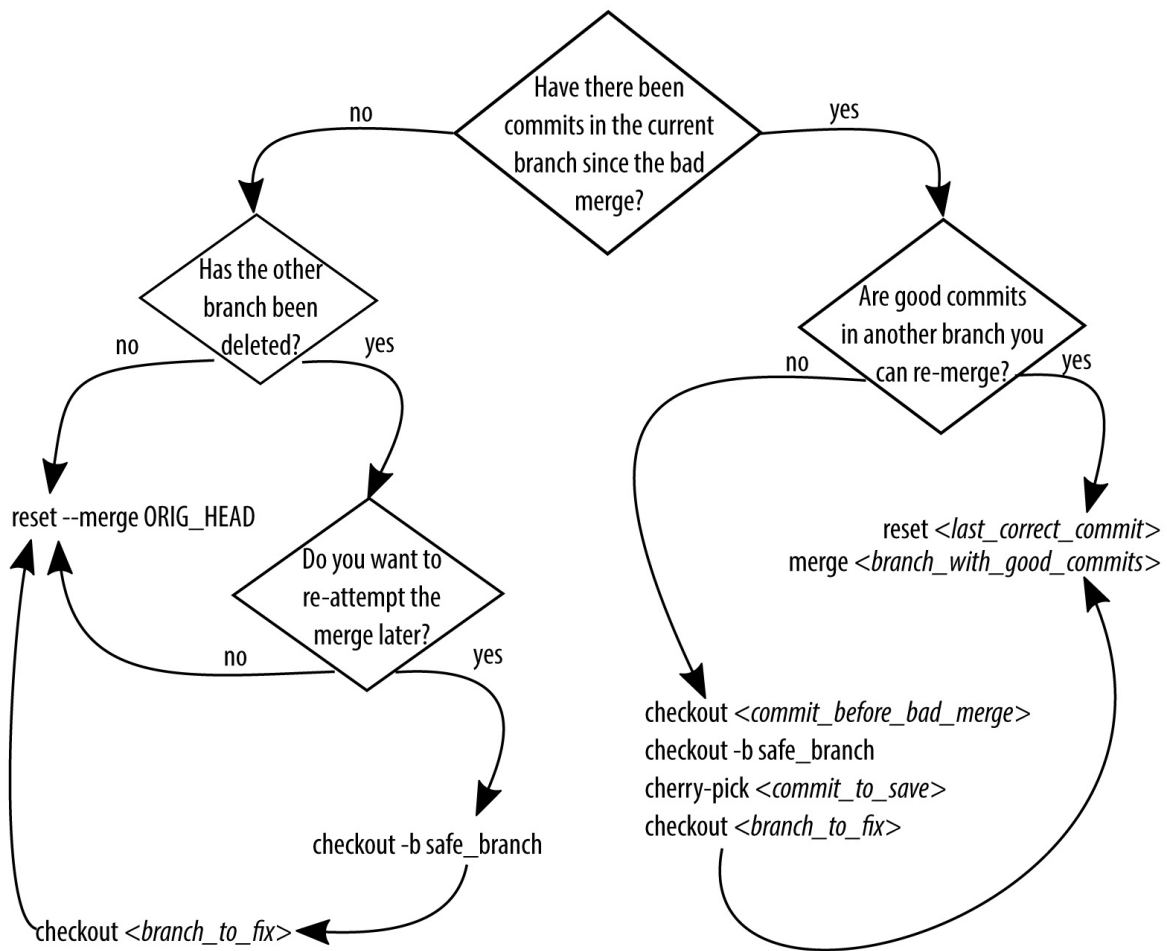 Have there been
commits in the current
branch since the bad
merge?
no
yes
Has the other
branch been
deleted?
no
yes
Are good commits
in another branch you
can re-merge?
no
yes
reset --merge ORIG_HEAD
Do you want to
re-attempt the
merge later?
no
yes
reset <last_correct_commit>
merge <branch_with_good_commits>
checkout <commit_before_bad_merge>
checkout -b safe_branch
cherry-pick <commit_to_save>
checkout <branch_to_fix>
checkout -b safe_branch
checkout <branch_to_fix>